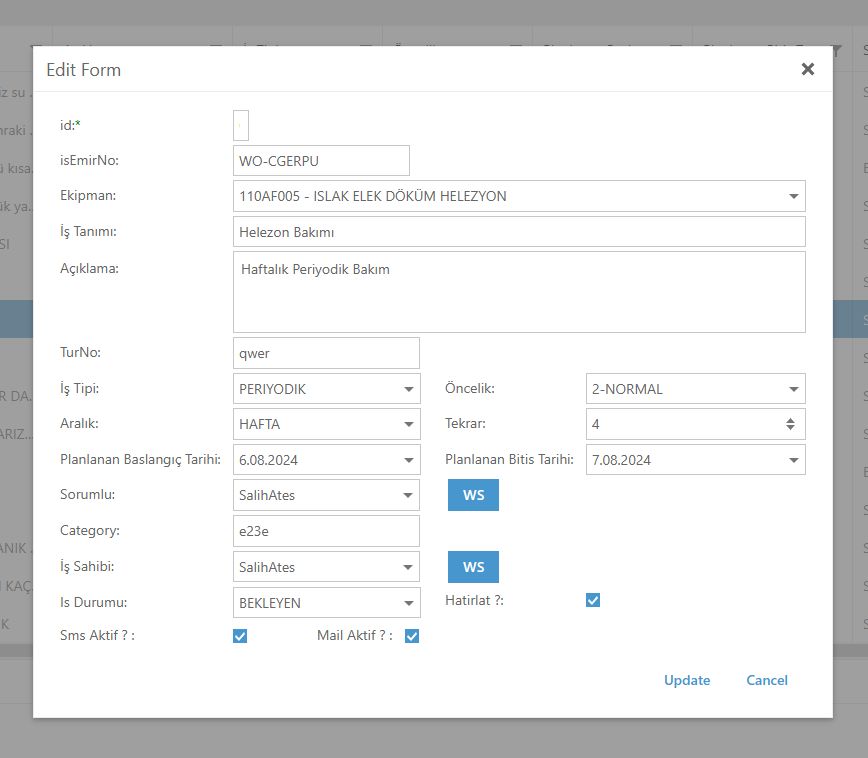 Edit Form
id:*
isEmirNo: WO-CGERPU
Ekipman: 110AF005 - ISLAK ELEK DÖKÜM HELEZYON
İş Tanımı: Helezon Bakımı
Açıklama: Haftalık Periyodik Bakım
TurNo: qwer
İş Tipi: PERIYODIK Öncelik: 2-NORMAL
Aralık: HAFTA Tekrar: 4
Planlanan Baslangıç Tarihi: 6.08.2024 Planlanan Bitis Tarihi: 7.08.2024
Sorumlu: SalihAtes WS
Category: e23e
İş Sahibi: SalihAtes WS
Is Durumu: BEKLEYEN Hatirlat ?:
Sms Aktif ? : Mail Aktif ? :
Update Cancel